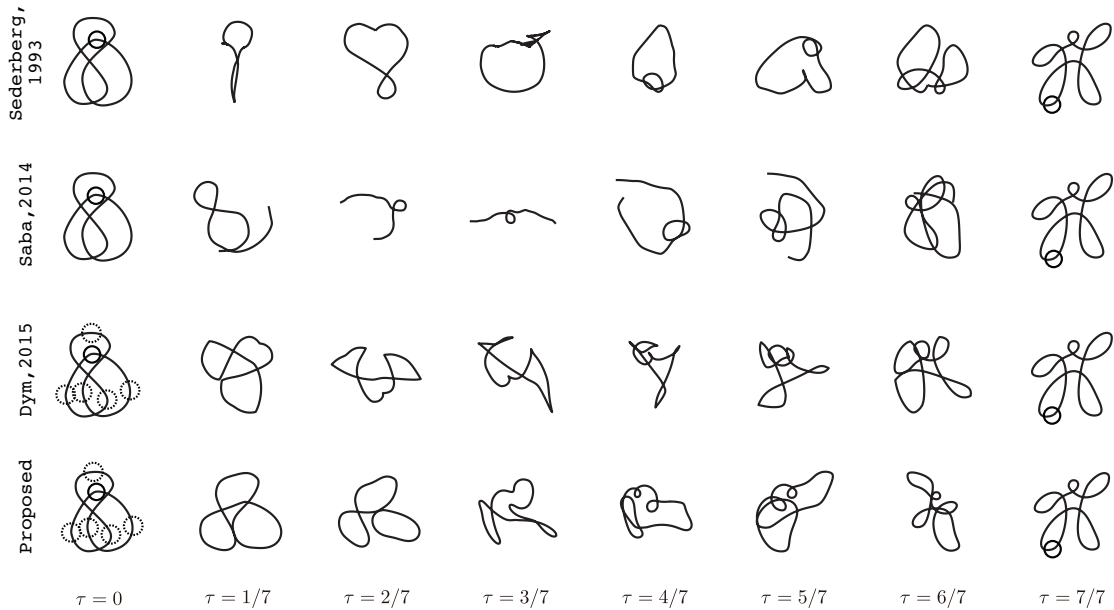 Sederberg,
1993
Saba,2014
Dym,2015
Proposed
τ = 0
τ = 1/7
τ = 2/7
τ = 3/7
τ = 4/7
τ = 5/7
τ = 6/7
τ = 7/7